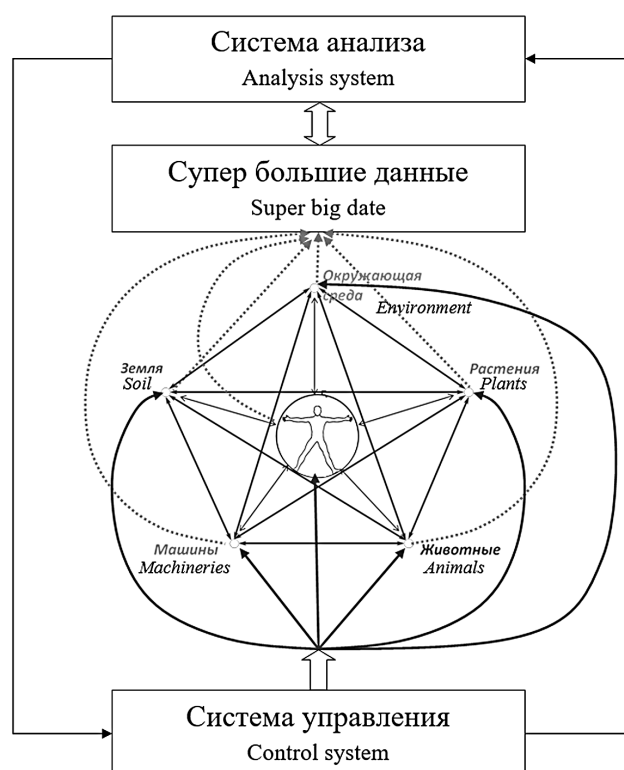 Система анализа
Analysis system
Супер большие данные
Super big date
Окружающая
среда
Environment
Земля
Soil
Растения
Plants
Машины
Machineries
Животные
Animals
Система управления
Control system